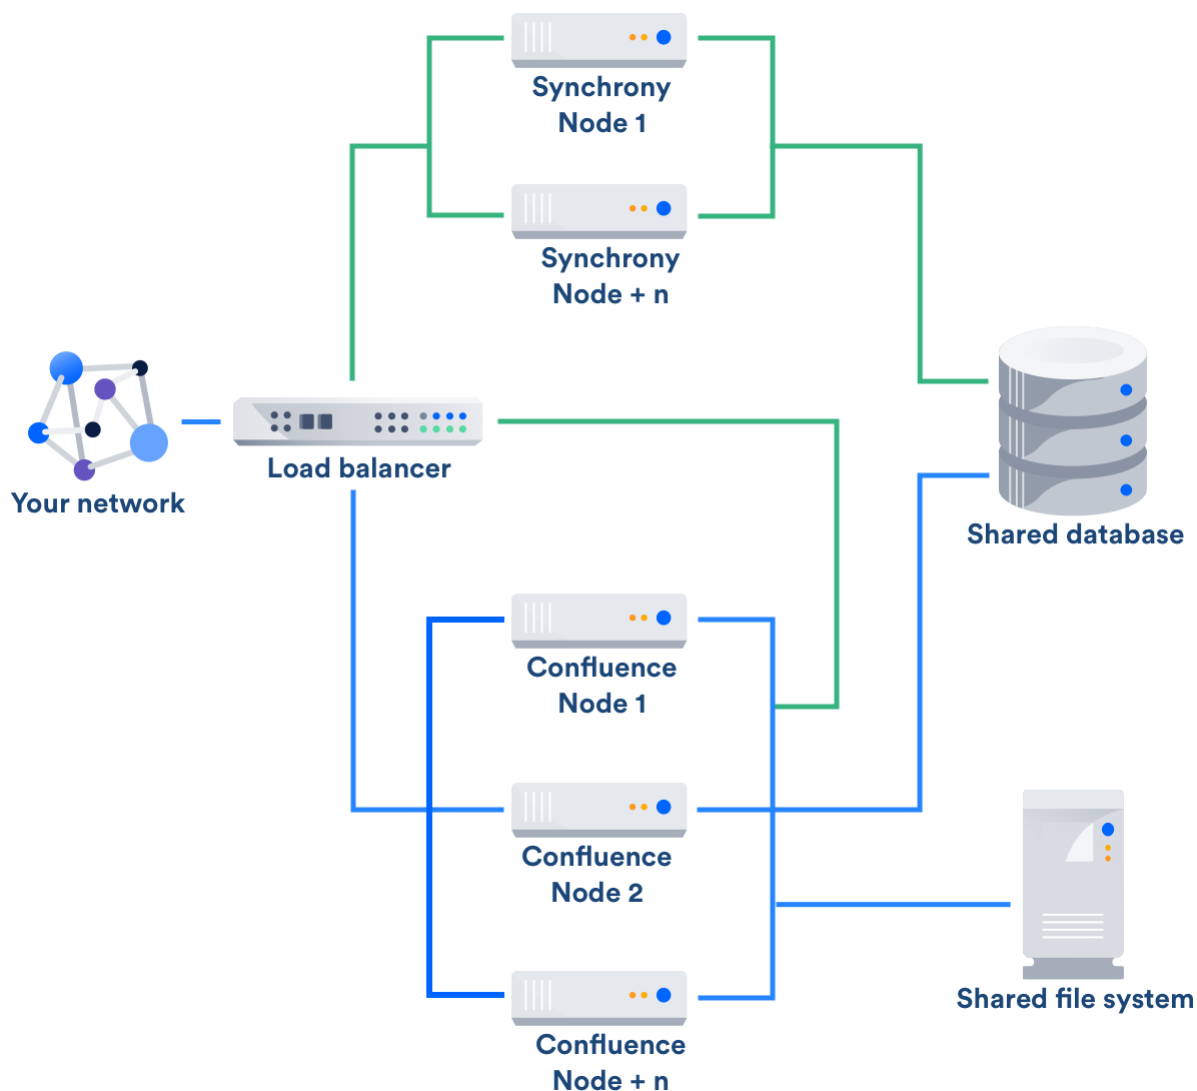 Synchrony
Node 1
Synchrony
Node + n
Load balancer
Your network
Shared database
Confluence
Node 1
Confluence
Node 2
Shared file system
Confluence
Node + n